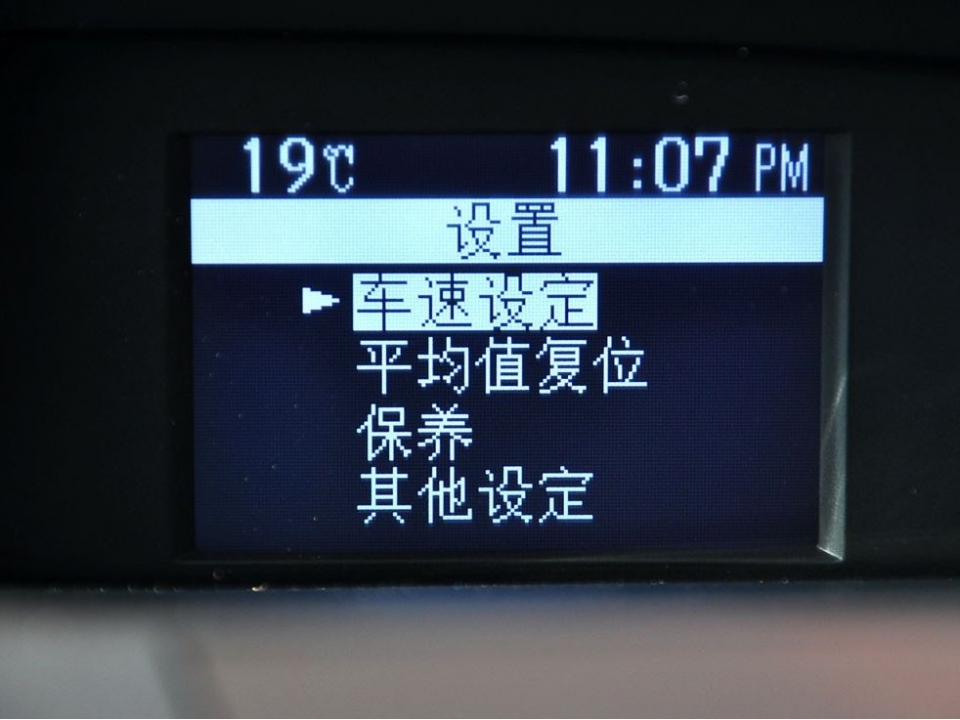 19℃ 11:07 PM
设置
车速设定
平均值复位
保养
其他设定